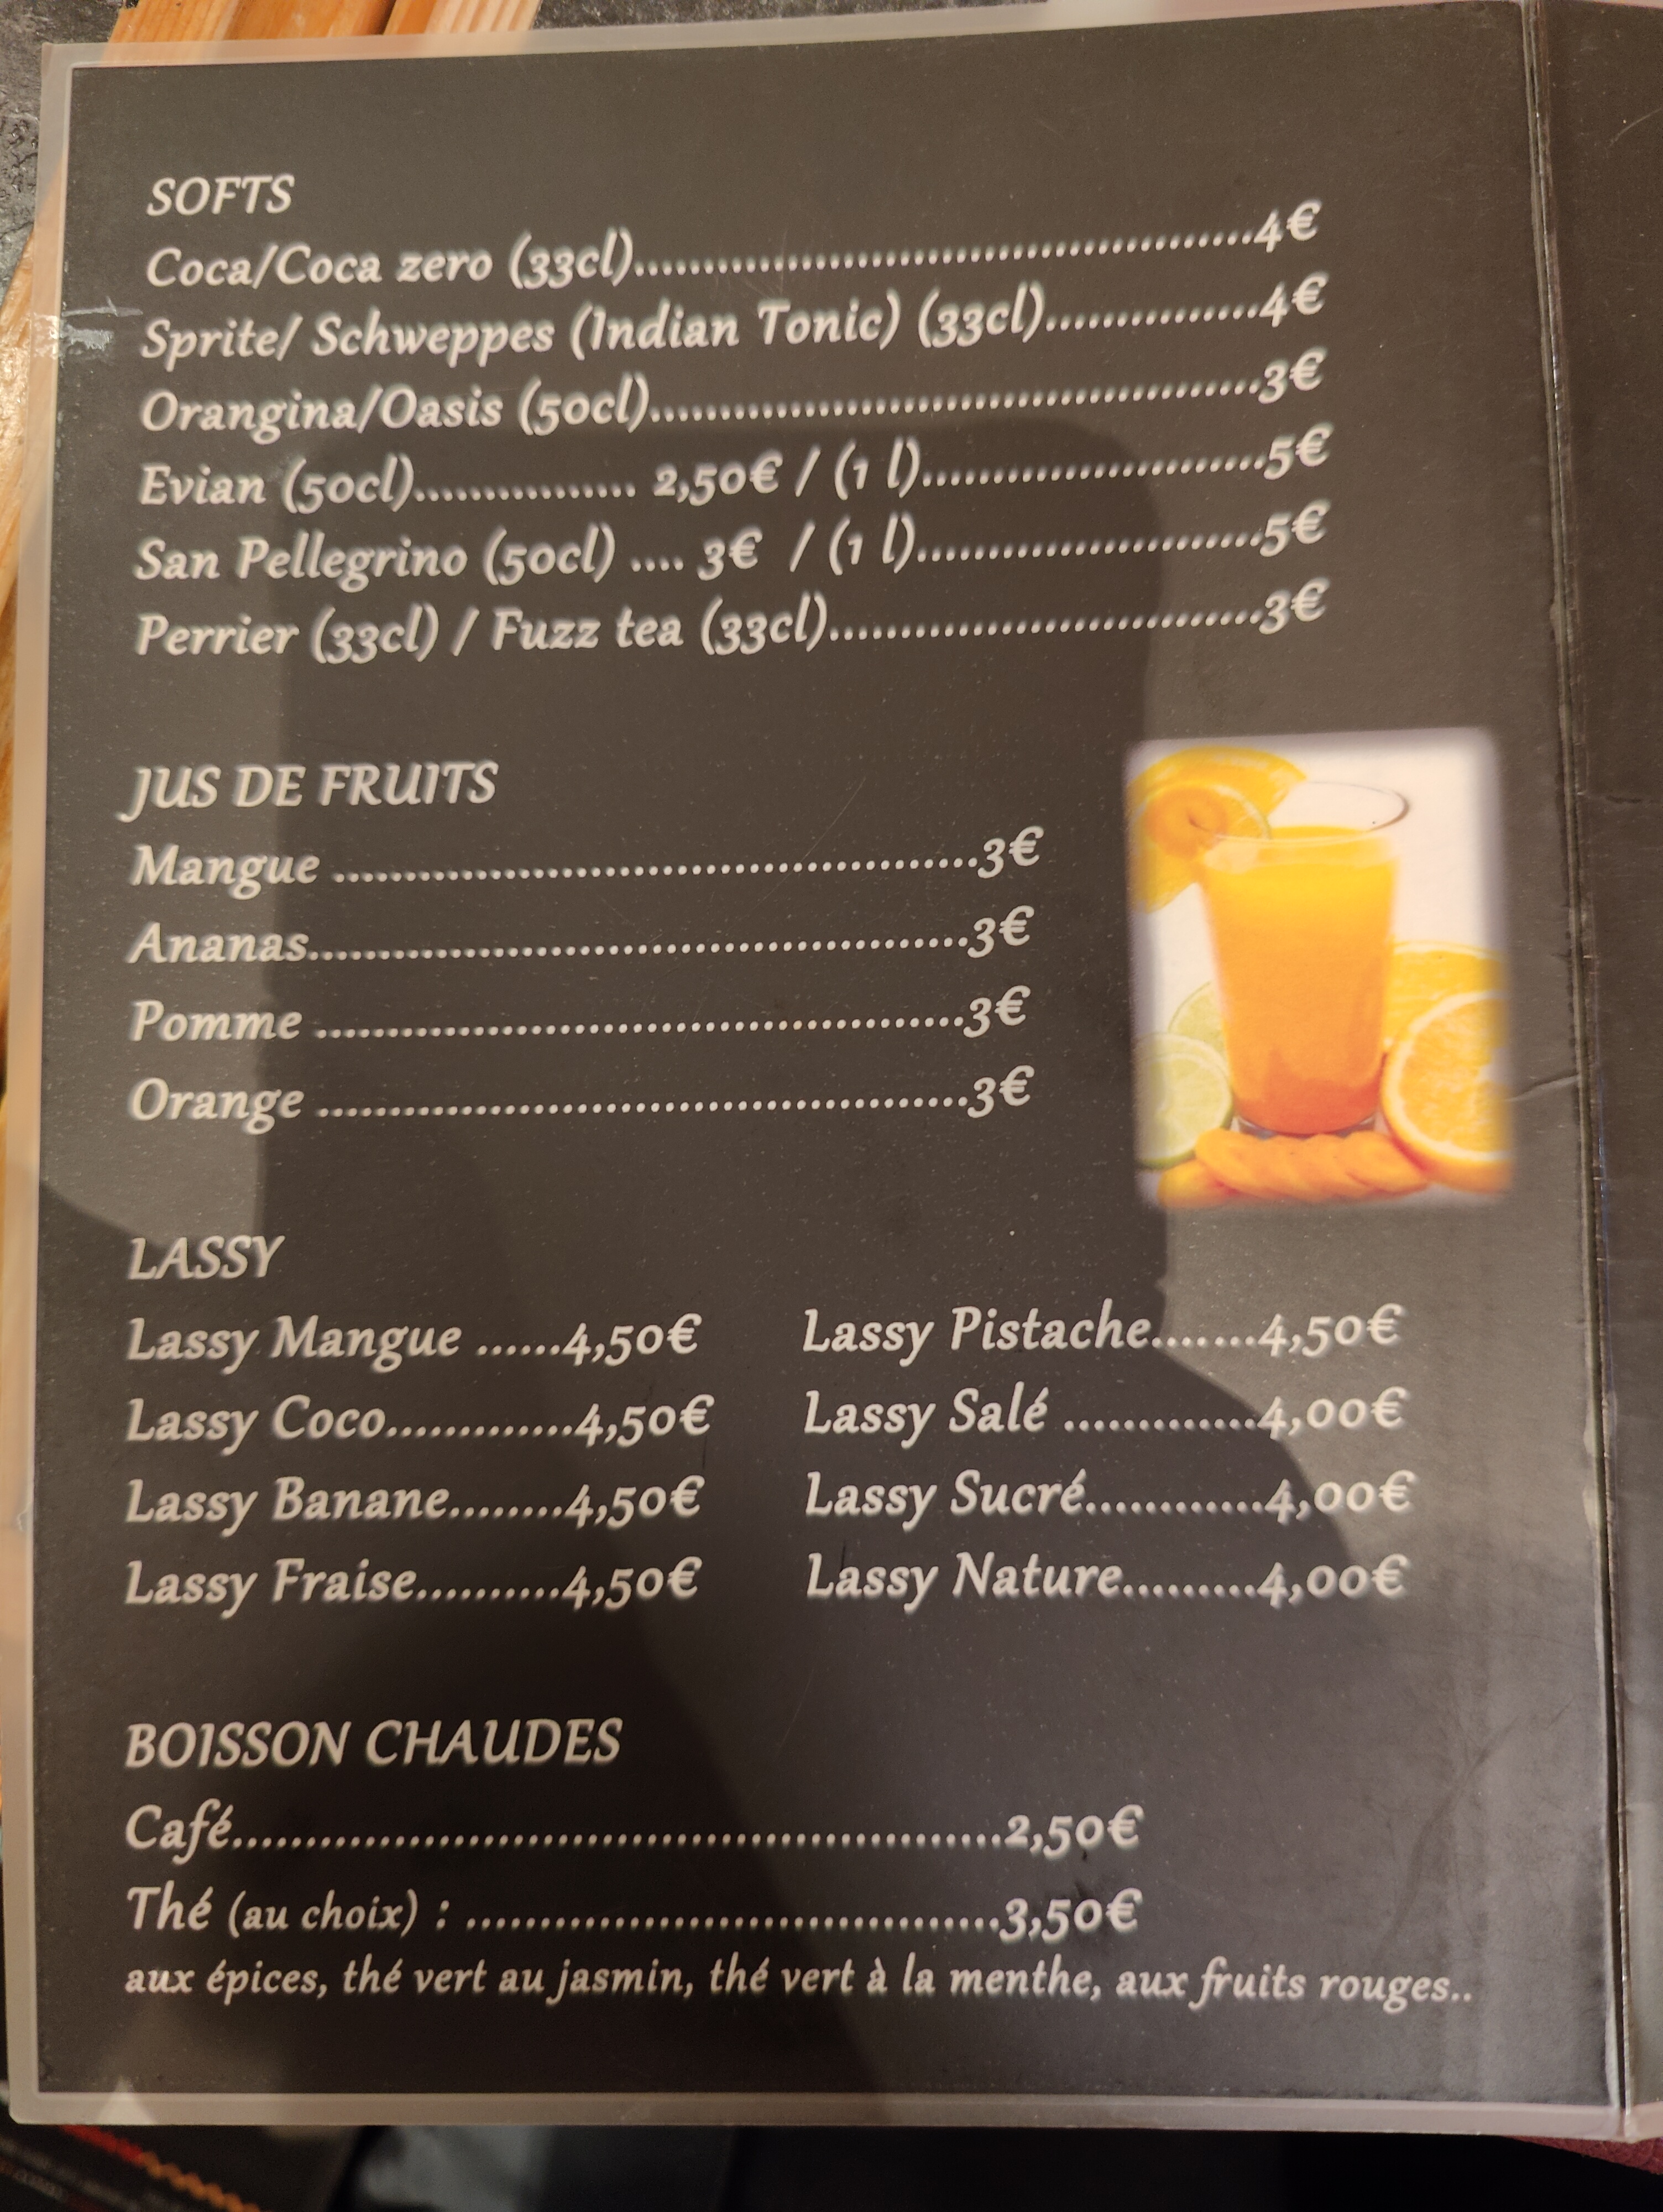 SOFTS
Coca/Coca zero (33cl)..................................................4€
Sprite/ Schweppes (Indian Tonic) (33cl)................4€
Orangina/Oasis (50cl)................................................3€
Evian (50cl)................ 2,50€ / (1 l)..........................5€
San Pellegrino (50cl) .... 3€ / (1 l)..........................5€
Perrier (33cl) / Fuzz tea (33cl)..................................3€
JUS DE FRUITS
Mangue ..................................................3€
Ananas..................................................3€
Pomme ..................................................3€
Orange ..................................................3€
LASSY
Lassy Mangue ......4,50€
Lassy Coco.............4,50€
Lassy Banane........4,50€
Lassy Fraise..........4,50€
Lassy Pistache.......4,50€
Lassy Salé .............4,00€
Lassy Sucré............4,00€
Lassy Nature.........4,00€
BOISSON CHAUDES
Café......................................................2,50€
Thé (au choix) : ......................................3,50€
aux épices, thé vert au jasmin, thé vert à la menthe, aux fruits rouges..